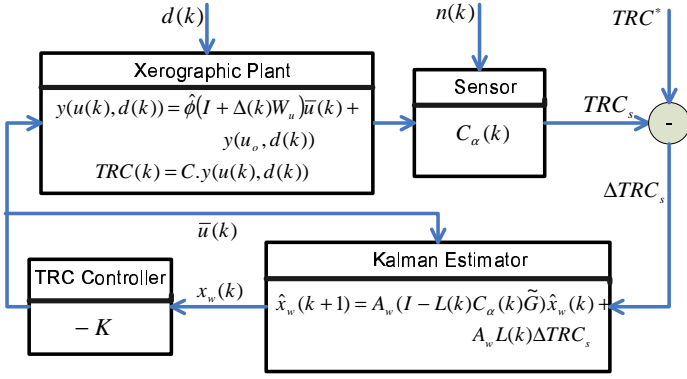 d(k)
n(k)
TRC*
Xerographic Plant
y(u(k), d(k)) = φ̂(I + Δ(k)W_u)ū(k) +
y(u_o, d(k))
TRC(k) = C.y(u(k), d(k))
Sensor
C_α(k)
TRC_s
-
ΔTRC_s
ū(k)
Kalman Estimator
x̂_w(k+1) = A_w(I − L(k)C_α(k)G̃)x̂_w(k) +
A_w L(k)ΔTRC_s
x_w(k)
TRC Controller
− K